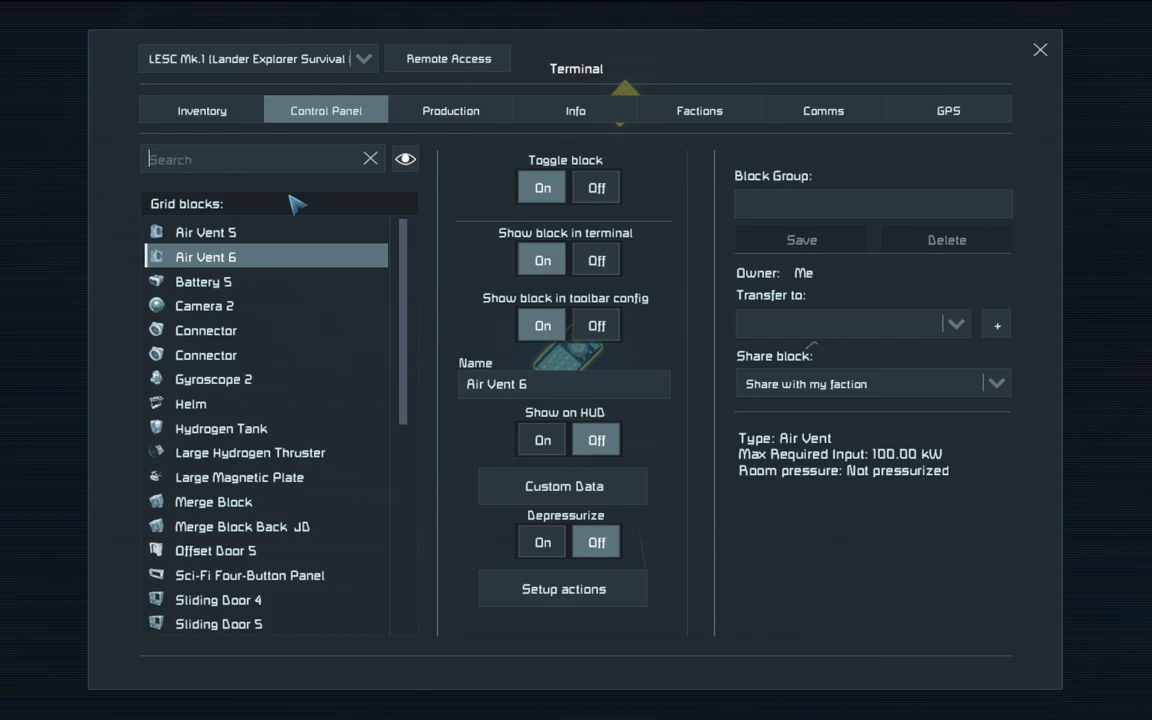 LESC Mk.1 (Lander Explorer Survival
Remote Access
Terminal
Inventory
Control Panel
Production
Info
Factions
Comms
GPS
Search
Grid blocks:
Air Vent 5
Air Vent 6
Battery 5
Camera 2
Connector
Connector
Gyroscope 2
Helm
Hydrogen Tank
Large Hydrogen Thruster
Large Magnetic Plate
Merge Block
Merge Block Back JD
Offset Door 5
Sci-Fi Four-Button Panel
Sliding Door 4
Sliding Door 5
Toggle block
On Off
Show block in terminal
On Off
Show block in toolbar config
On Off
Name
Air Vent 6
Show on HUD
On Off
Custom Data
Depressurize
On Off
Setup actions
Block Group:
Save Delete
Owner: Me
Transfer to:
+
Share block:
Share with my faction
Type: Air Vent
Max Required Input: 100.00 kW
Room pressure: Not pressurized